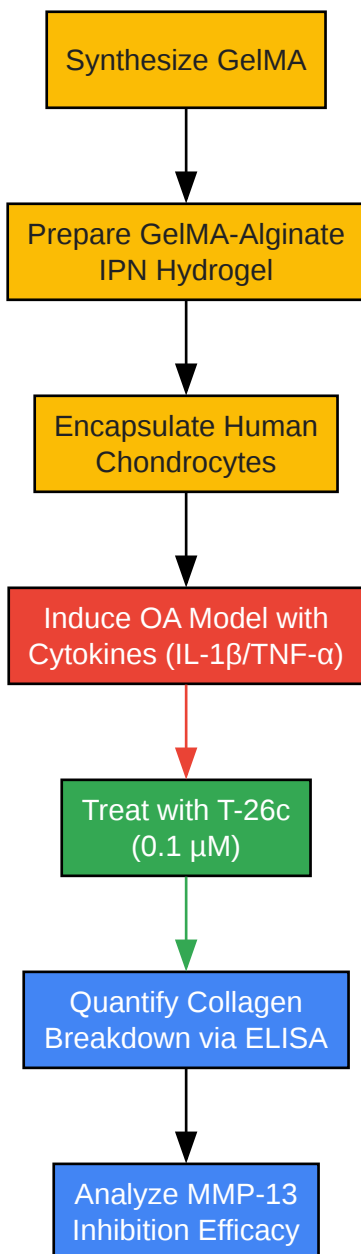 Synthesize GelMA
Prepare GelMA-Alginate
IPN Hydrogel
Encapsulate Human
Chondrocytes
Induce OA Model with
Cytokines (IL-1β/TNF-α)
Treat with T-26c
(0.1 µM)
Quantify Collagen
Breakdown via ELISA
Analyze MMP-13
Inhibition Efficacy